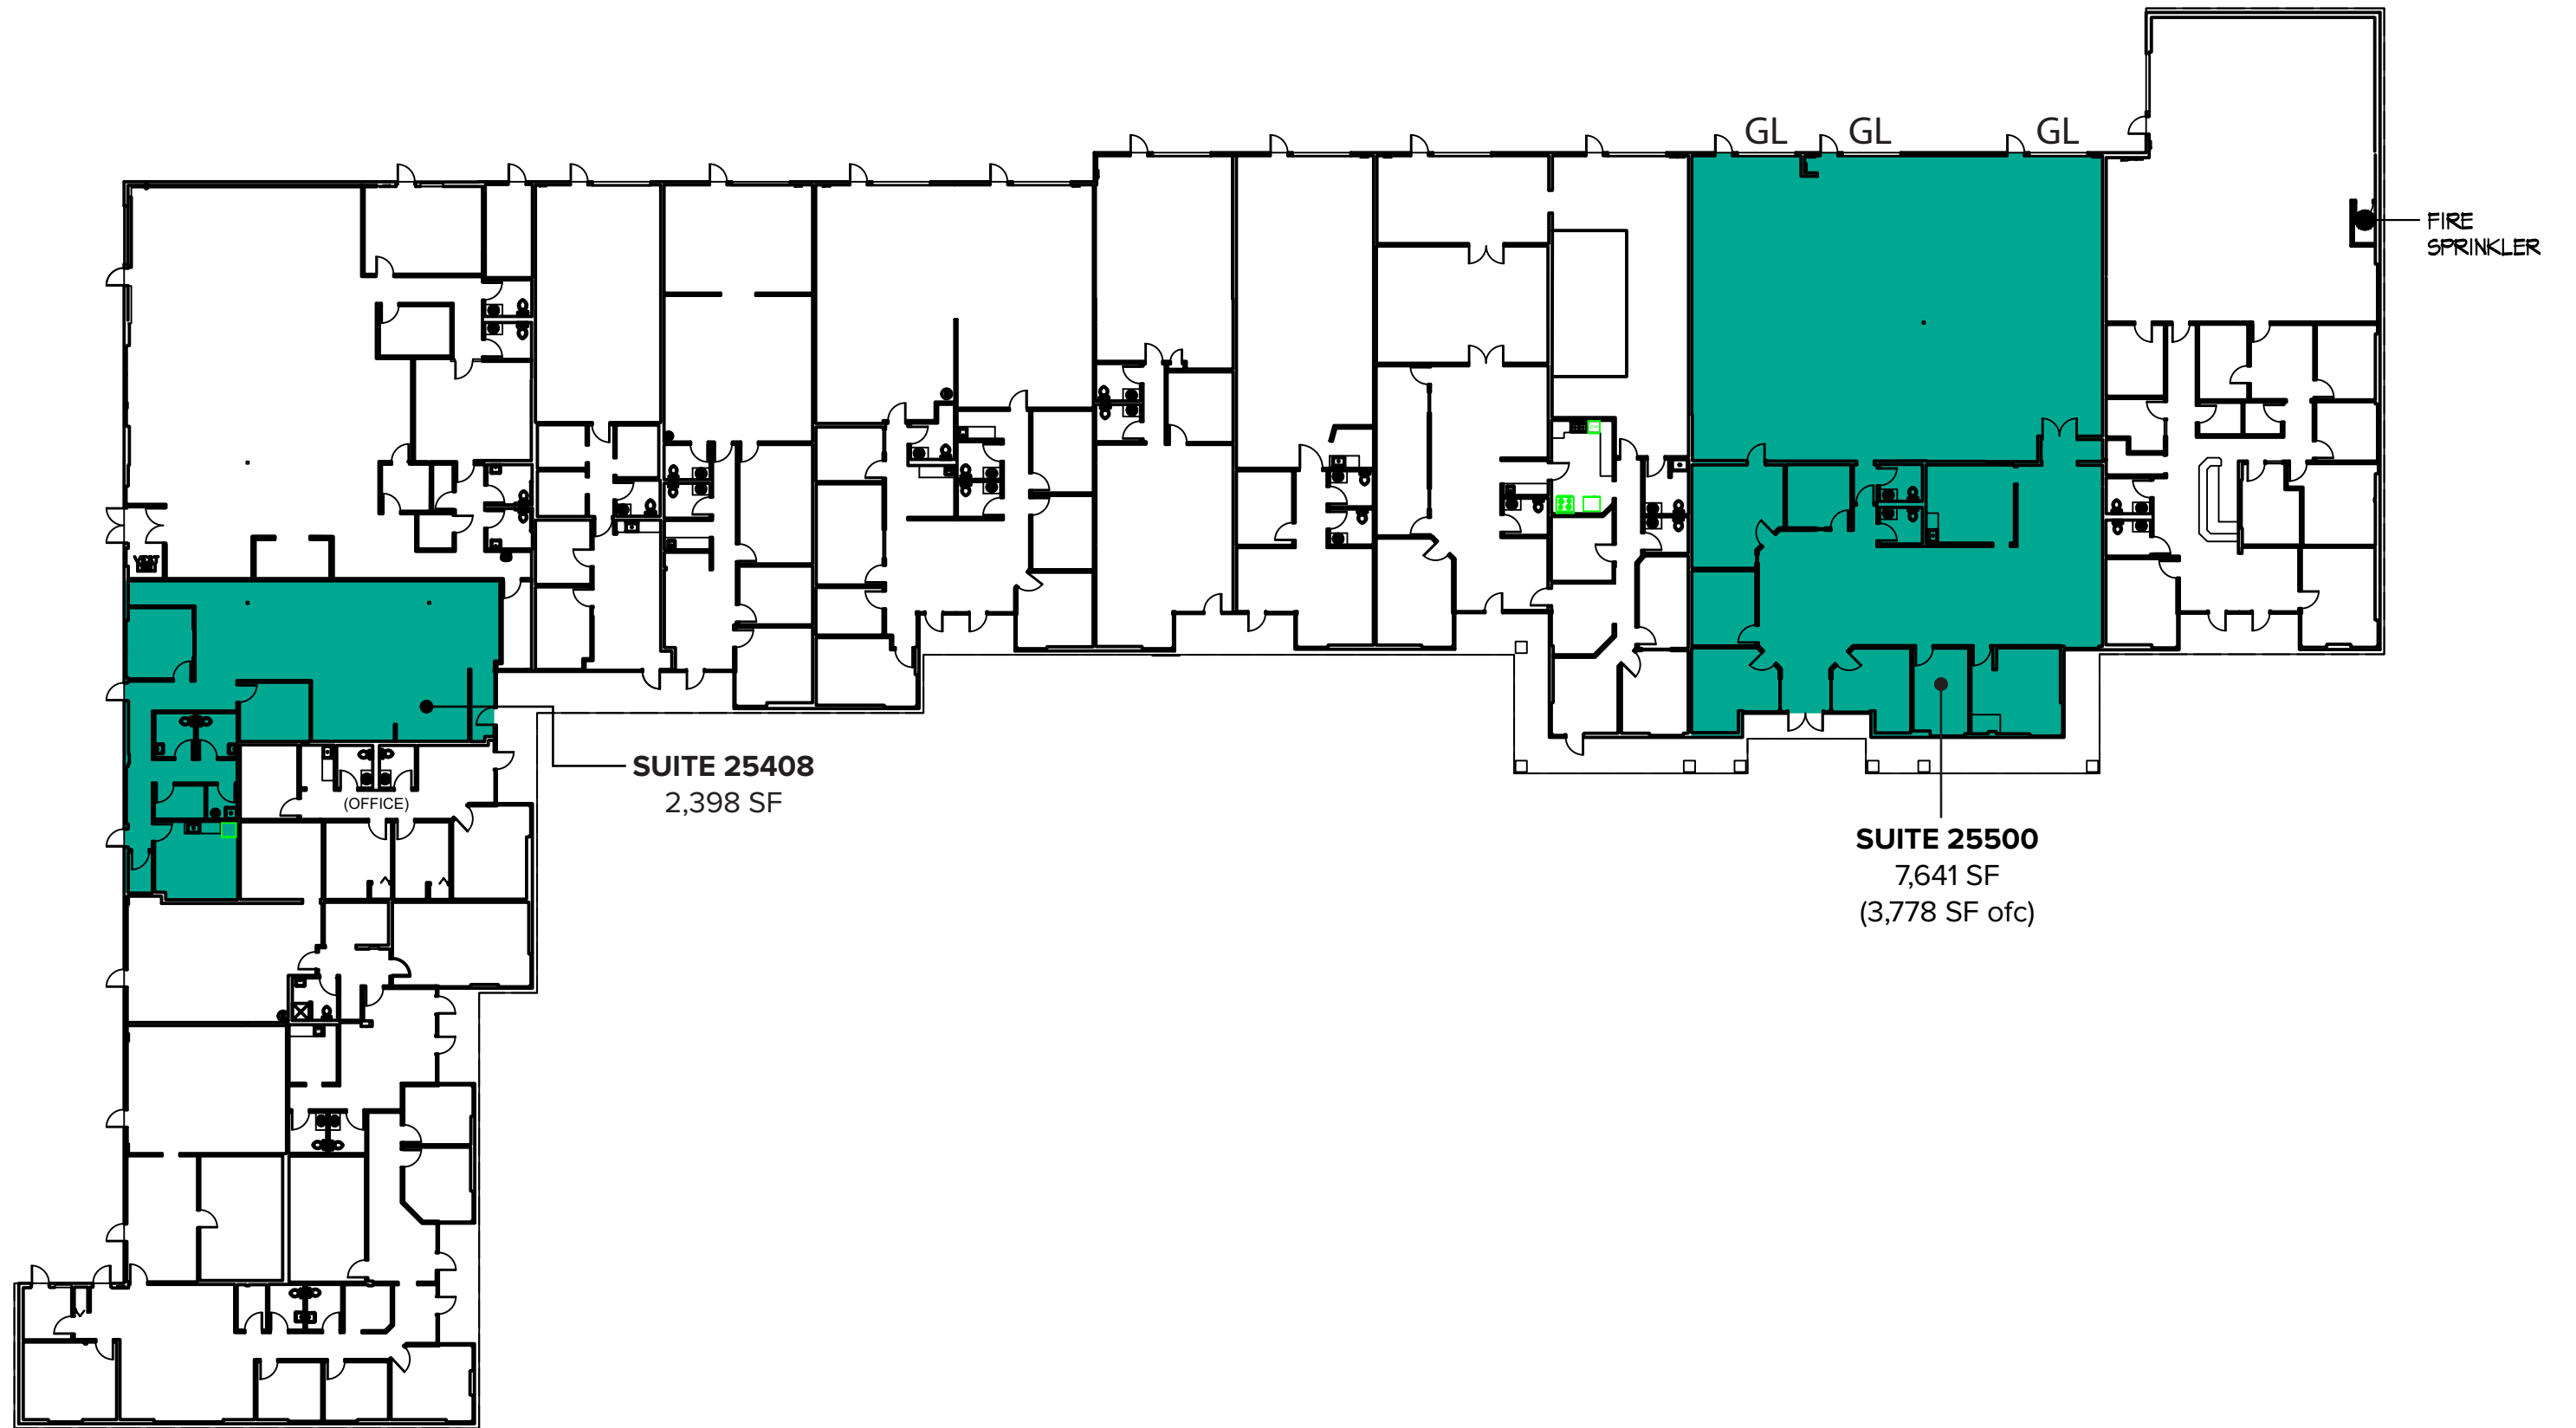 GL GL GL
FIRE
SPRINKLER
VEST
SUITE 25408
2,398 SF
(OFFICE)
SUITE 25500
7,641 SF
(3,778 SF ofc)